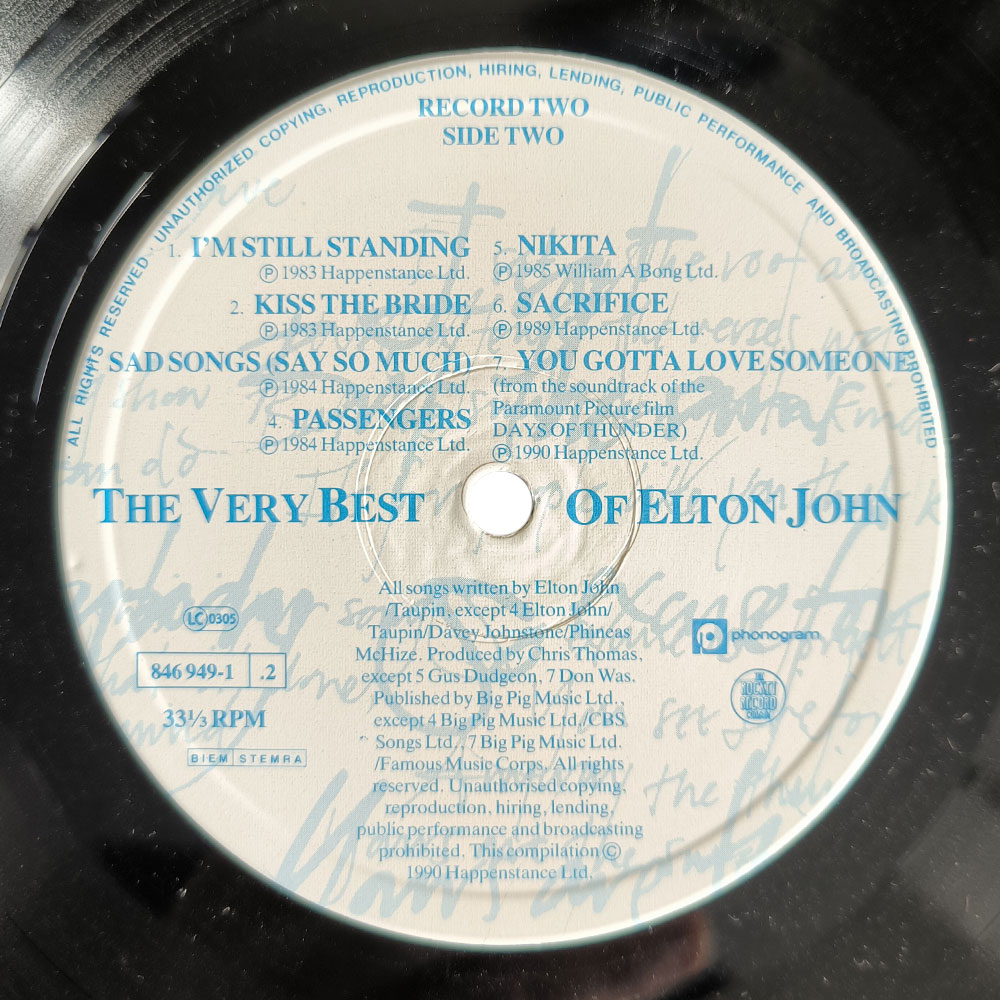 ALL RIGHTS RESERVED · UNAUTHORIZED COPYING, REPRODUCTION, HIRING, LENDING, PUBLIC PERFORMANCE AND BROADCASTING PROHIBITED ·
RECORD TWO
SIDE TWO
1. I'M STILL STANDING
Ⓟ 1983 Happenstance Ltd.
2. KISS THE BRIDE
Ⓟ 1983 Happenstance Ltd.
SAD SONGS (SAY SO MUCH)
Ⓟ 1984 Happenstance Ltd.
4. PASSENGERS
Ⓟ 1984 Happenstance Ltd.
5. NIKITA
Ⓟ 1985 William A Bong Ltd.
6. SACRIFICE
Ⓟ 1989 Happenstance Ltd.
7. YOU GOTTA LOVE SOMEONE
(from the soundtrack of the
Paramount Picture film
DAYS OF THUNDER)
Ⓟ 1990 Happenstance Ltd.
THE VERY BEST OF ELTON JOHN
LC 0305
846 949-1 .2
33⅓ RPM
BIEM STEMRA
All songs written by Elton John
/Taupin, except 4 Elton John/
Taupin/Davey Johnstone/Phineas
McHize. Produced by Chris Thomas,
except 5 Gus Dudgeon, 7 Don Was.
Published by Big Pig Music Ltd.,
except 4 Big Pig Music Ltd./CBS
Songs Ltd., 7 Big Pig Music Ltd.
/Famous Music Corps. All rights
reserved. Unauthorised copying,
reproduction, hiring, lending,
public performance and broadcasting
prohibited. This compilation ©
1990 Happenstance Ltd.
phonogram
THE
ROCKET
RECORD
COMPANY